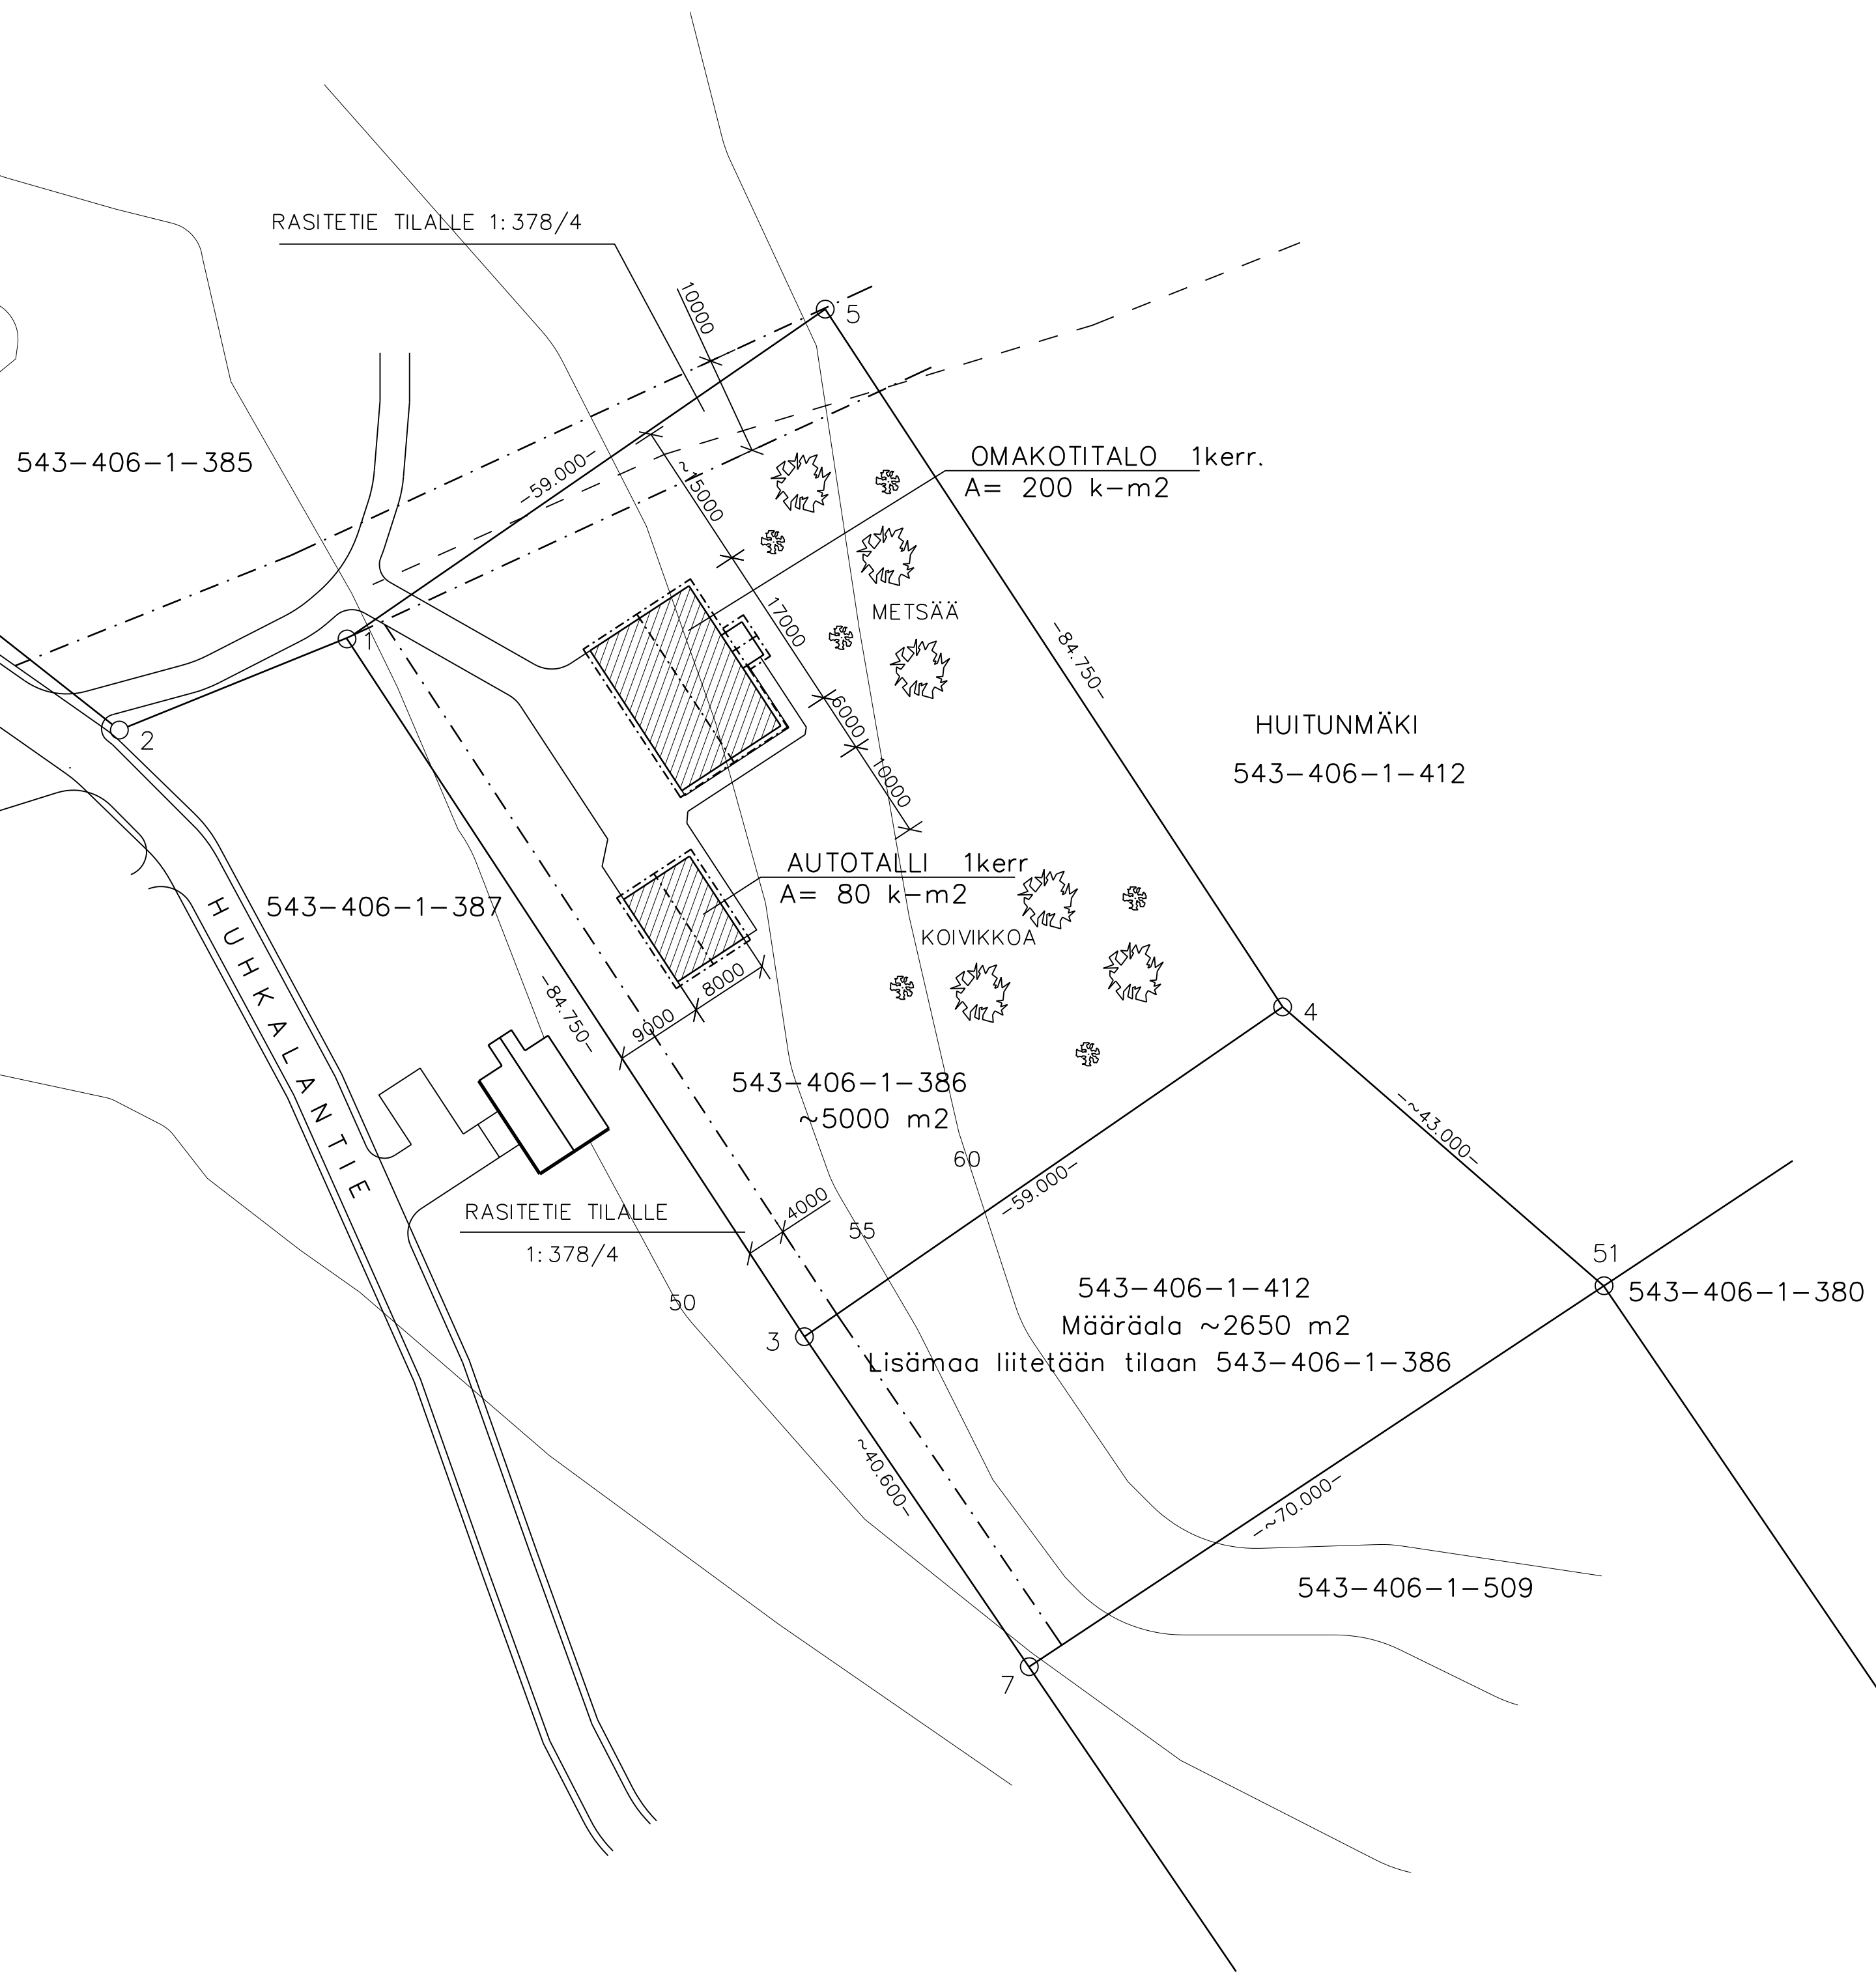 RASITETIE TILALLE 1:378/4
10000
5
543-406-1-385
-59.000-
~15000
OMAKOTITALO 1kerr.
A= 200 k-m2
METSÄÄ
17000
-84.750-
1
2
6000
HUITUNMÄKI
543-406-1-412
10000
AUTOTALLI 1kerr
A= 80 k-m2
543-406-1-387
HUHKALANTIE
KOIVIKKOA
8000
9000
-84.750-
4
543-406-1-386
~5000 m2
-~43.000-
60
-59.000-
4000
RASITETIE TILALLE
1:378/4
55
51
50
543-406-1-412
543-406-1-380
Määräala ~2650 m2
3
Lisämaa liitetään tilaan 543-406-1-386
~40.600-
-~70.000-
543-406-1-509
7